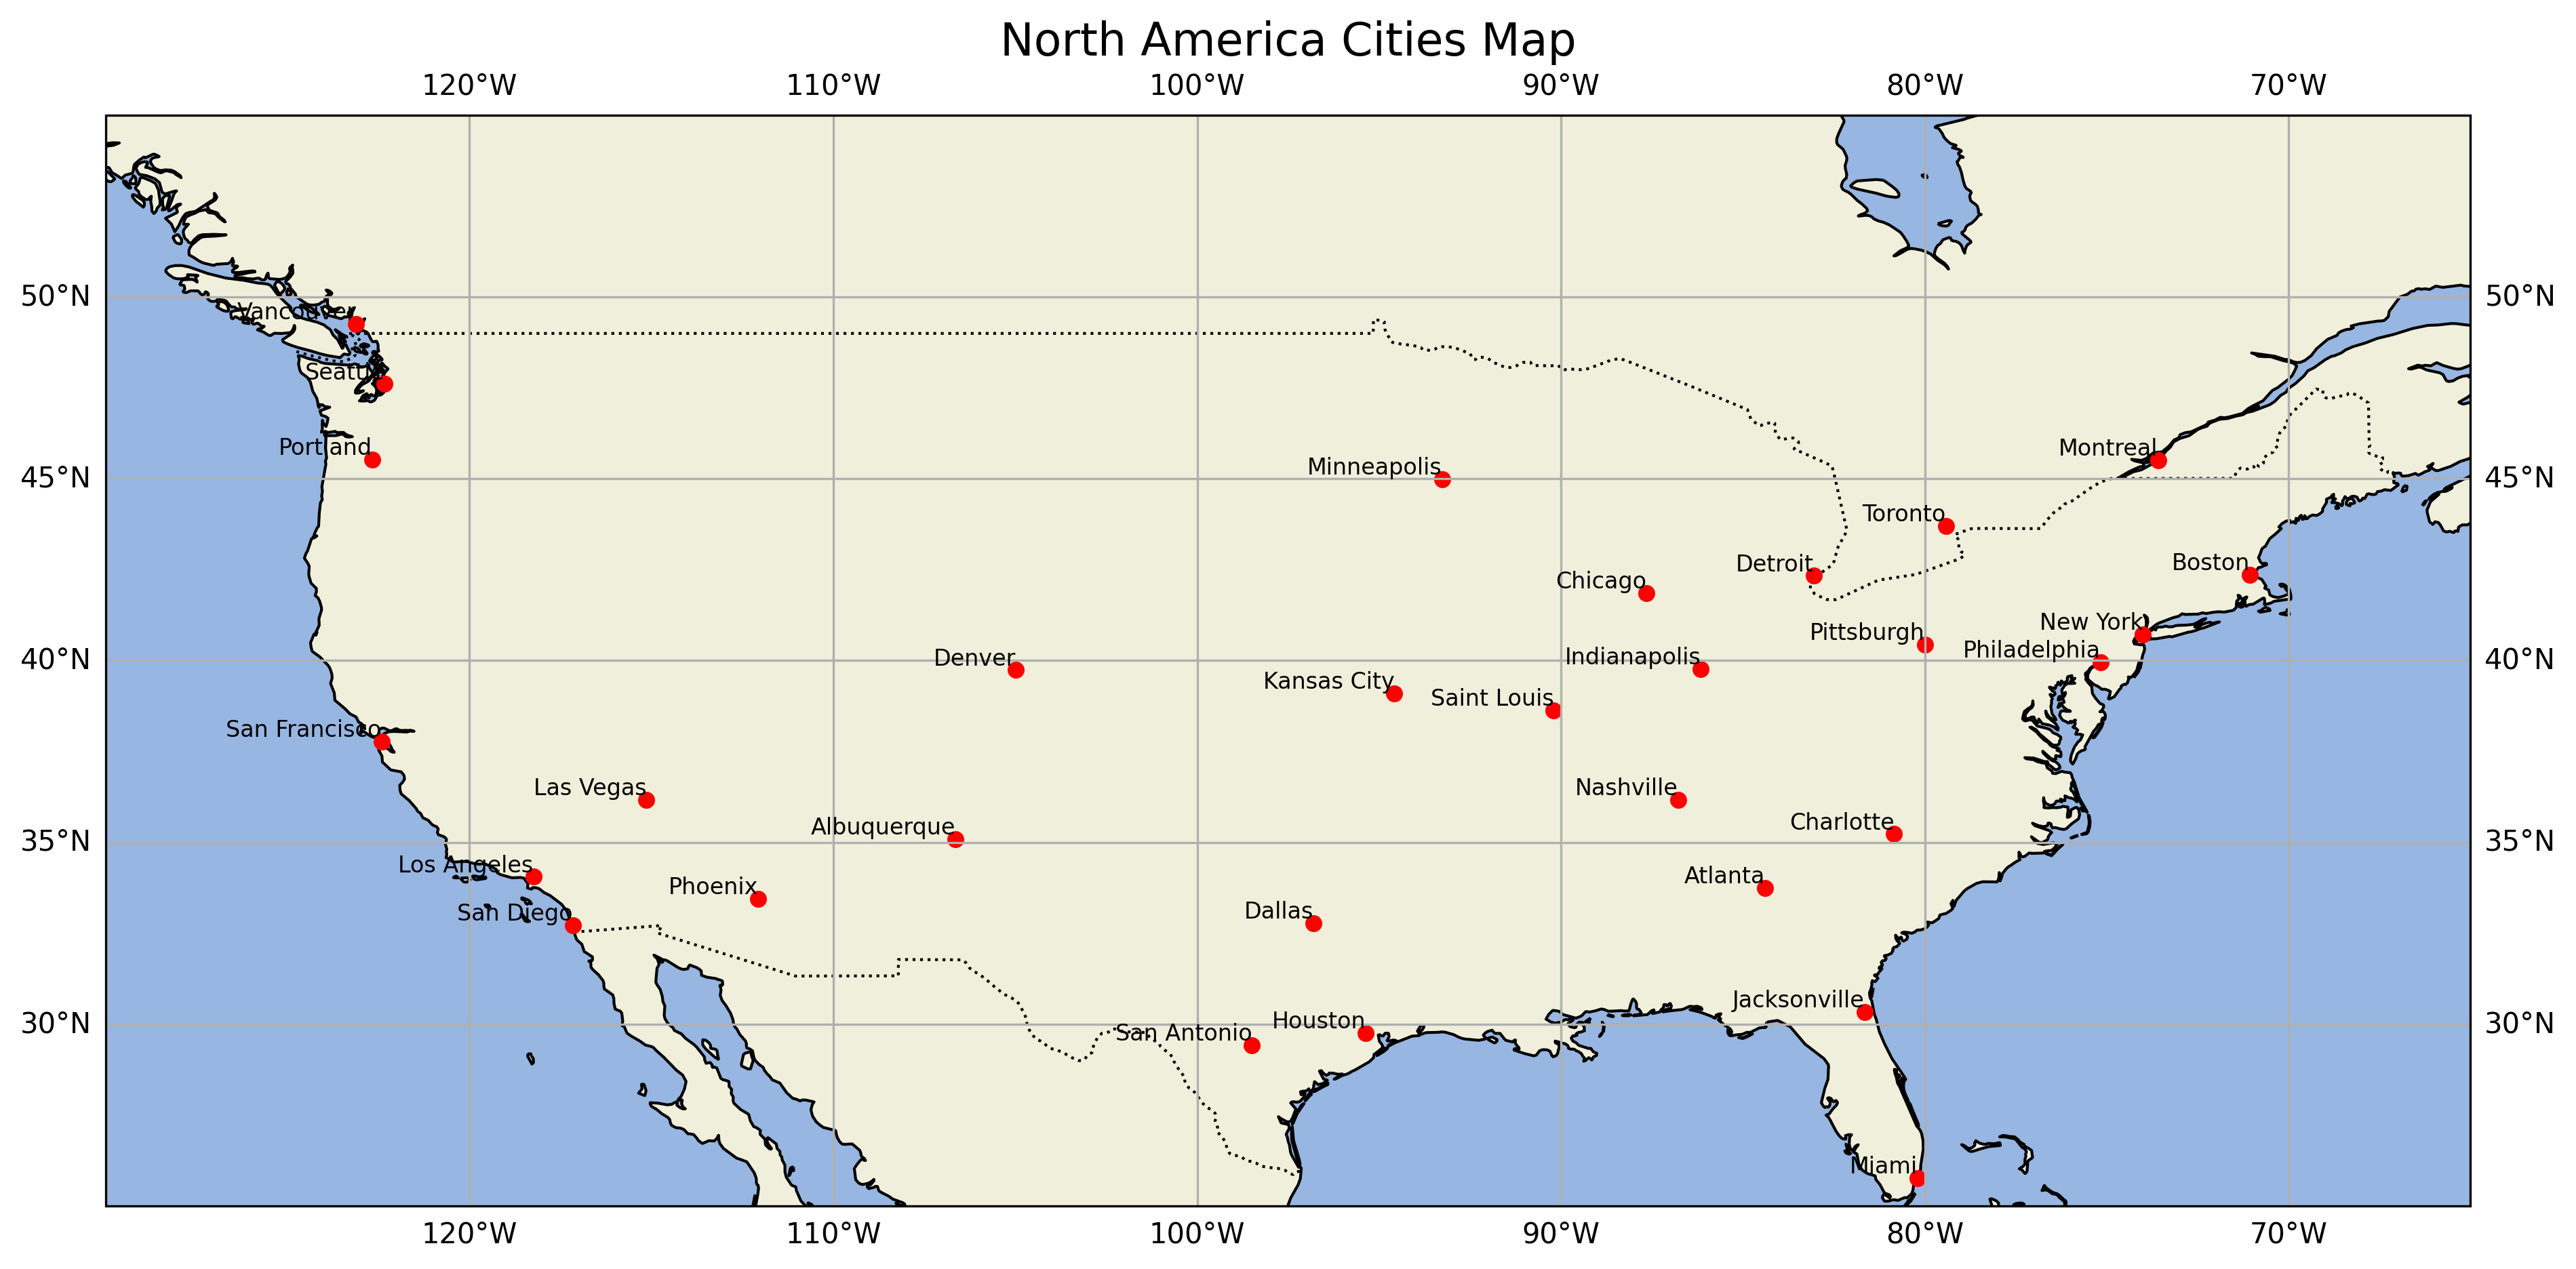 North America Cities Map
120°W 110°W 100°W 90°W 80°W 70°W
50°N 50°N
Vancouver
Seattle
Portland
Montreal
Minneapolis
45°N 45°N
Toronto
Detroit
Boston
Chicago
New York
Pittsburgh
Philadelphia
Indianapolis
Denver
40°N 40°N
Kansas City
Saint Louis
San Francisco
Las Vegas
Nashville
Charlotte
Albuquerque
35°N 35°N
Los Angeles
Atlanta
Phoenix
Dallas
San Diego
Jacksonville
Houston
30°N 30°N
San Antonio
Miami
120°W 110°W 100°W 90°W 80°W 70°W